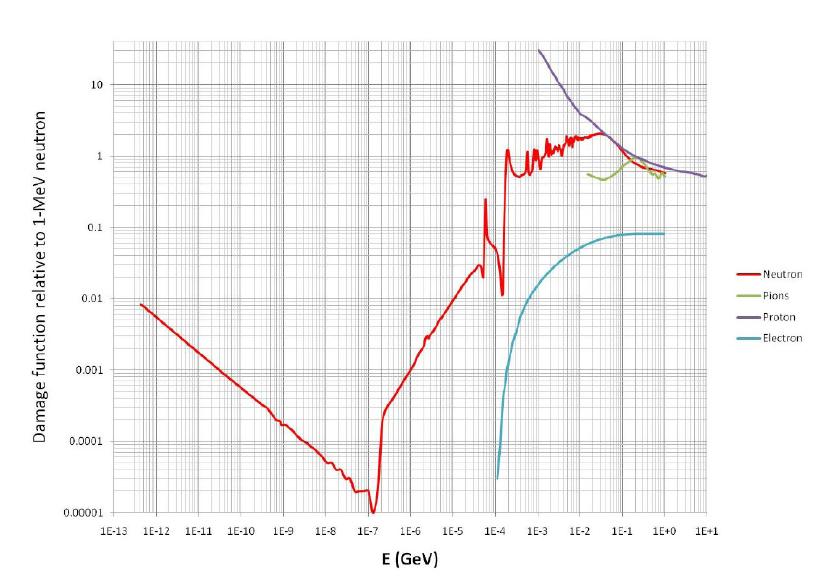 Damage function relative to 1-MeV neutron
10
1
0.1
0.01
0.001
0.0001
0.00001
1E-13 1E-12 1E-11 1E-10 1E-9 1E-8 1E-7 1E-6 1E-5 1E-4 1E-3 1E-2 1E-1 1E+0 1E+1
E (GeV)
Neutron
Pions
Proton
Electron